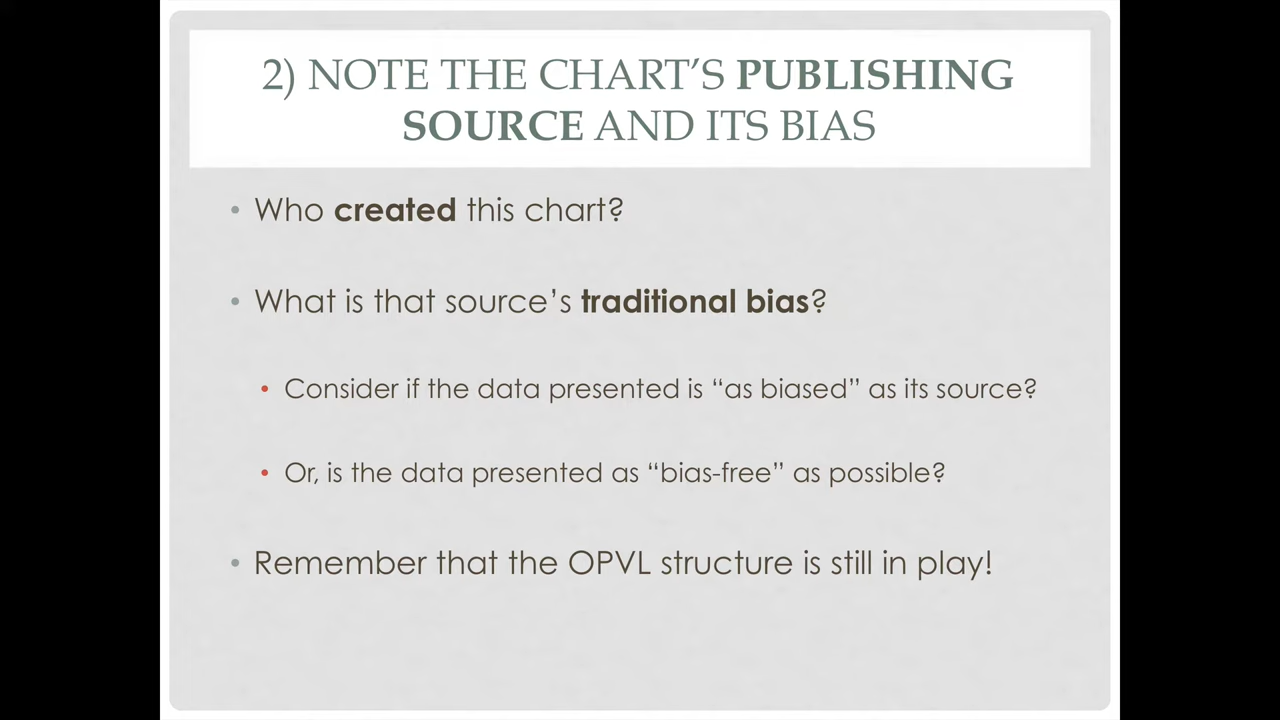 2) NOTE THE CHART’S PUBLISHING
SOURCE AND ITS BIAS
• Who created this chart?
• What is that source’s traditional bias?
• Consider if the data presented is “as biased” as its source?
• Or, is the data presented as “bias-free” as possible?
• Remember that the OPVL structure is still in play!